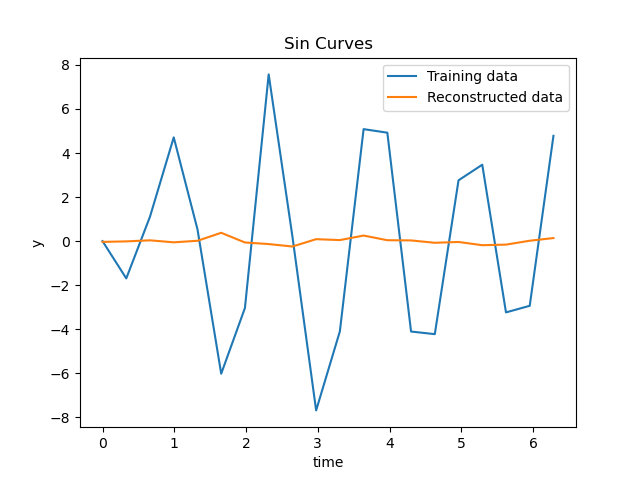 Sin Curves
Training data
Reconstructed data
8
6
4
2
0
−2
−4
−6
−8
y
0 1 2 3 4 5 6
time